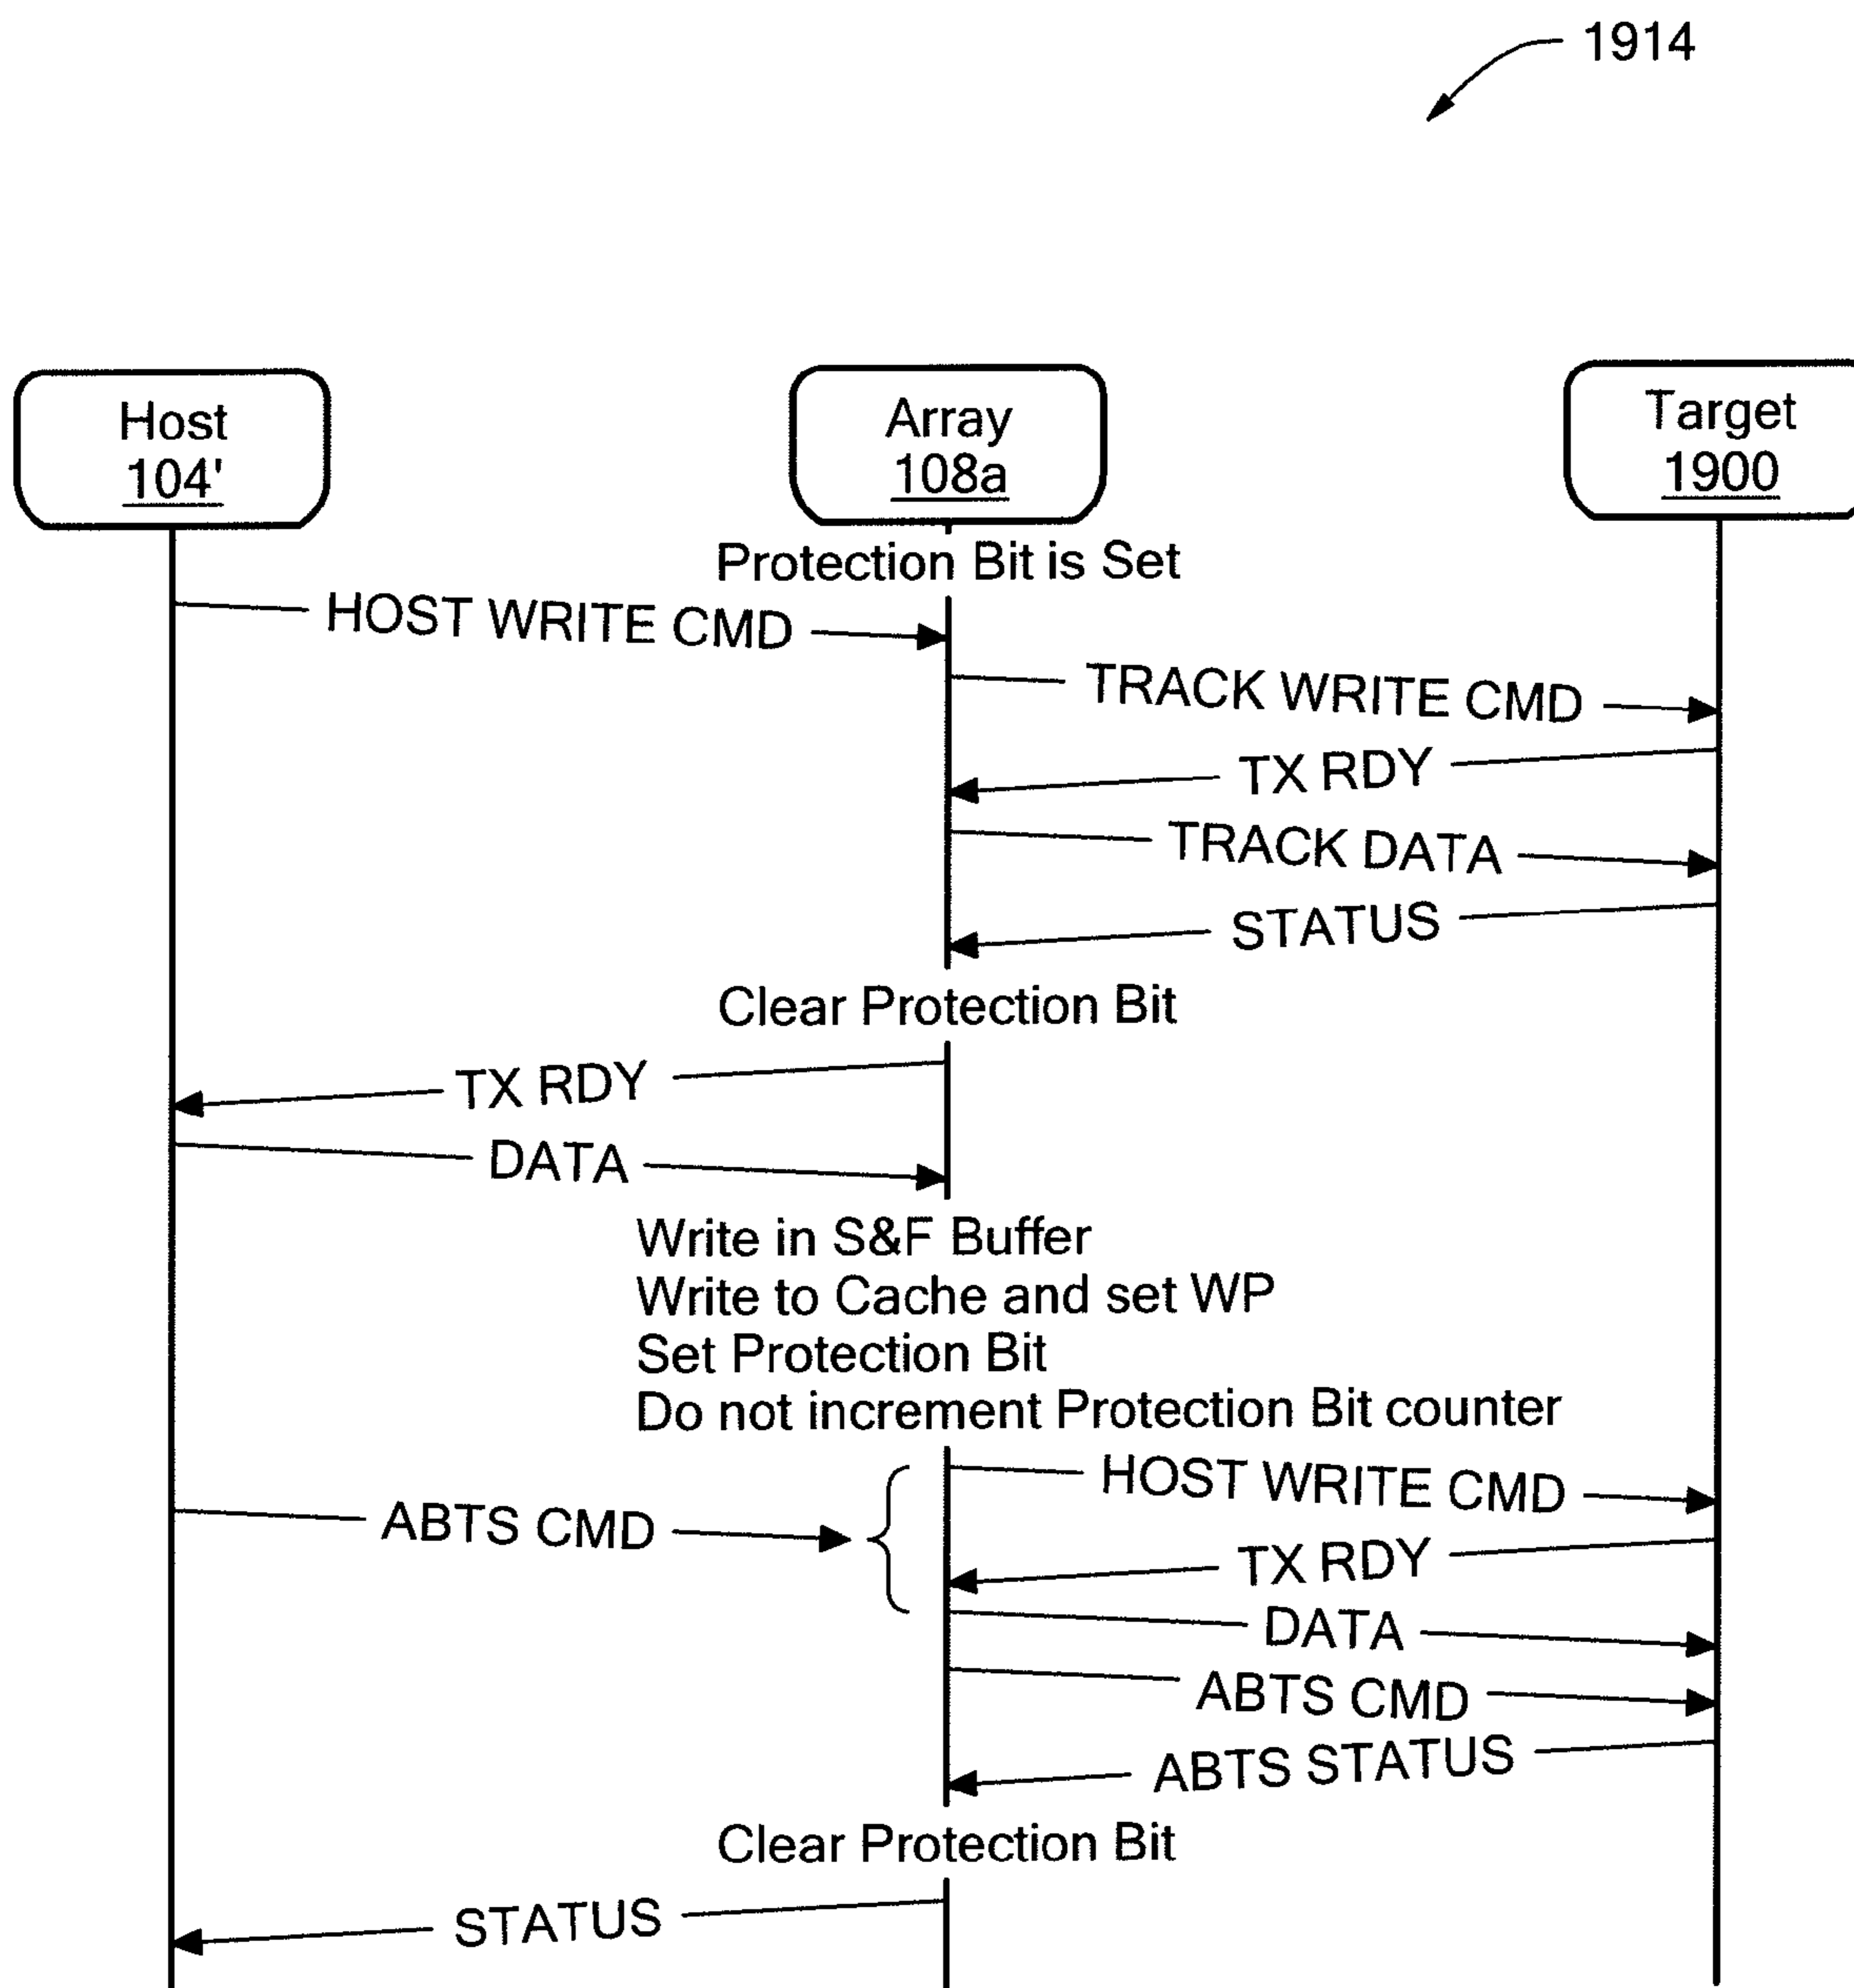 1914
Host
104'
Array
108a
Target
1900
Protection Bit is Set
HOST WRITE CMD
TRACK WRITE CMD
TX RDY
TRACK DATA
STATUS
Clear Protection Bit
TX RDY
DATA
Write in S&F Buffer
Write to Cache and set WP
Set Protection Bit
Do not increment Protection Bit counter
HOST WRITE CMD
ABTS CMD
TX RDY
DATA
ABTS CMD
ABTS STATUS
Clear Protection Bit
STATUS